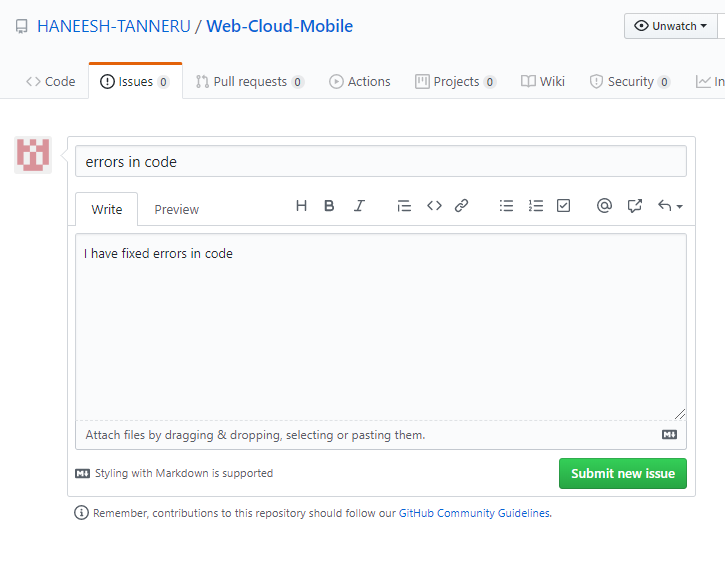 HANEESH-TANNERU / Web-Cloud-Mobile
Unwatch
Code
Issues 0
Pull requests 0
Actions
Projects 0
Wiki
Security 0
In
errors in code
Write
Preview
H B I
I have fixed errors in code
Attach files by dragging & dropping, selecting or pasting them.
Styling with Markdown is supported
Submit new issue
Remember, contributions to this repository should follow our GitHub Community Guidelines.